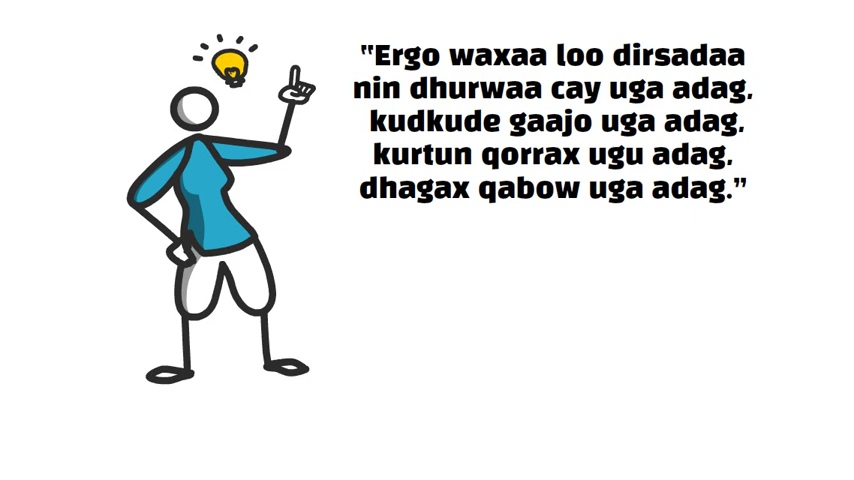 “Ergo waxaa loo dirsadaa
nin dhurwaa cay uga adag,
kudkude gaajo uga adag,
kurtun qorrax ugu adag,
dhagax qabow uga adag.”